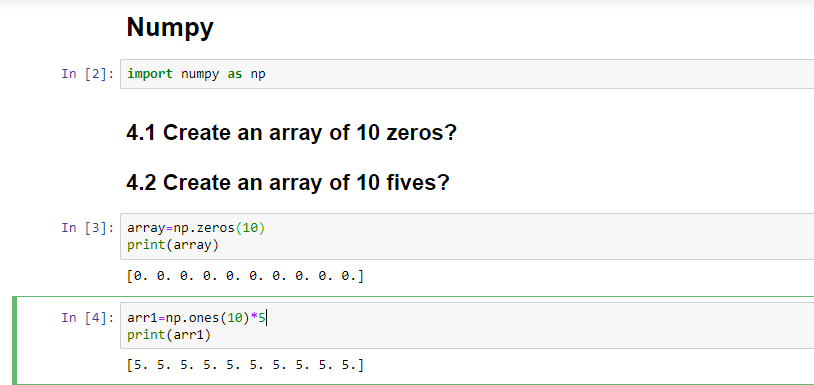 Numpy
In [2]: import numpy as np
4.1 Create an array of 10 zeros?
4.2 Create an array of 10 fives?
In [3]: array=np.zeros(10)
print(array)
[0. 0. 0. 0. 0. 0. 0. 0. 0. 0.]
In [4]: arr1=np.ones(10)*5
print(arr1)
[5. 5. 5. 5. 5. 5. 5. 5. 5. 5.]